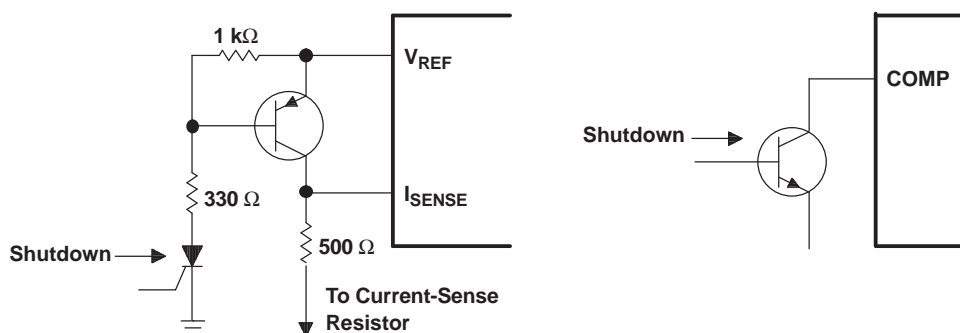 1 kΩ
V_REF
COMP
Shutdown
330 Ω
I_SENSE
Shutdown
500 Ω
To Current-Sense
Resistor